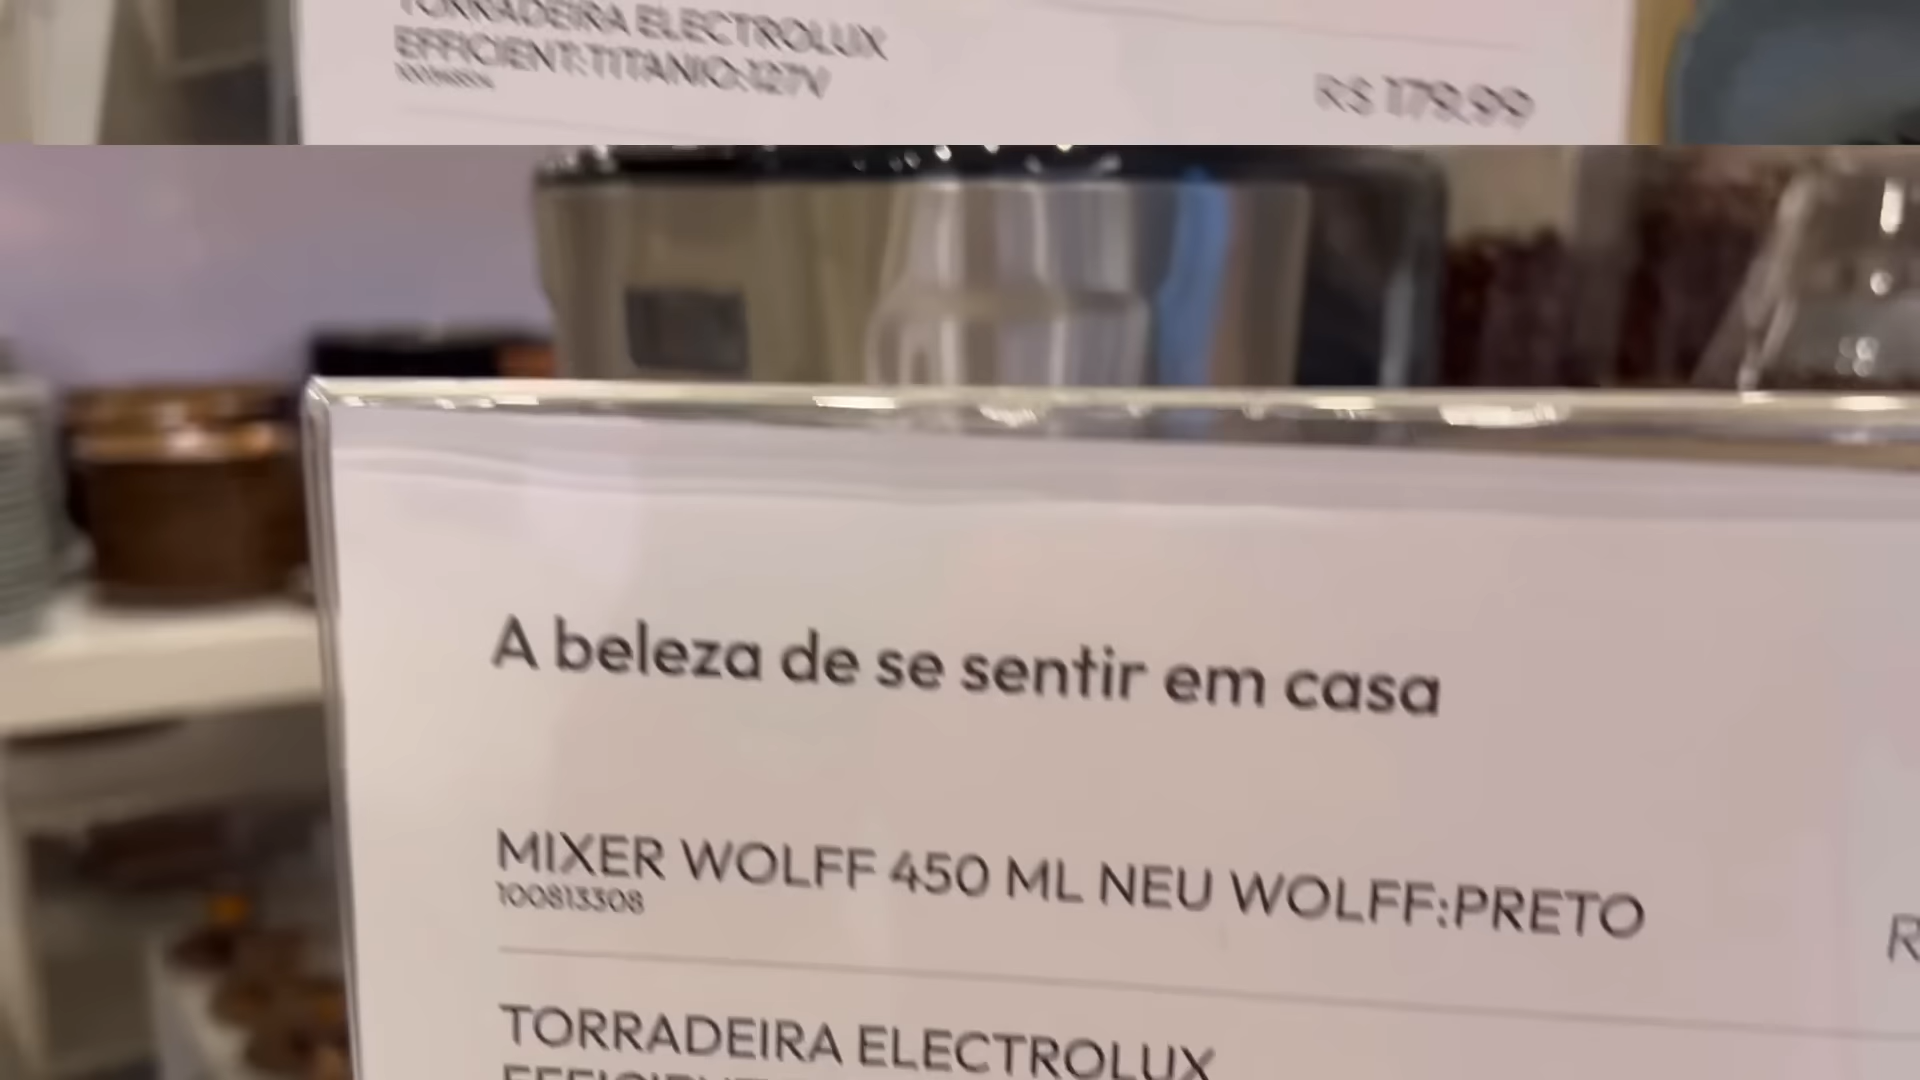 TORRADEIRA ELECTROLUX
EFFICIENT:TITANIO:127V
R$ 179,99
A beleza de se sentir em casa
MIXER WOLFF 450 ML NEU WOLFF:PRETO
100813308
TORRADEIRA ELECTROLUX